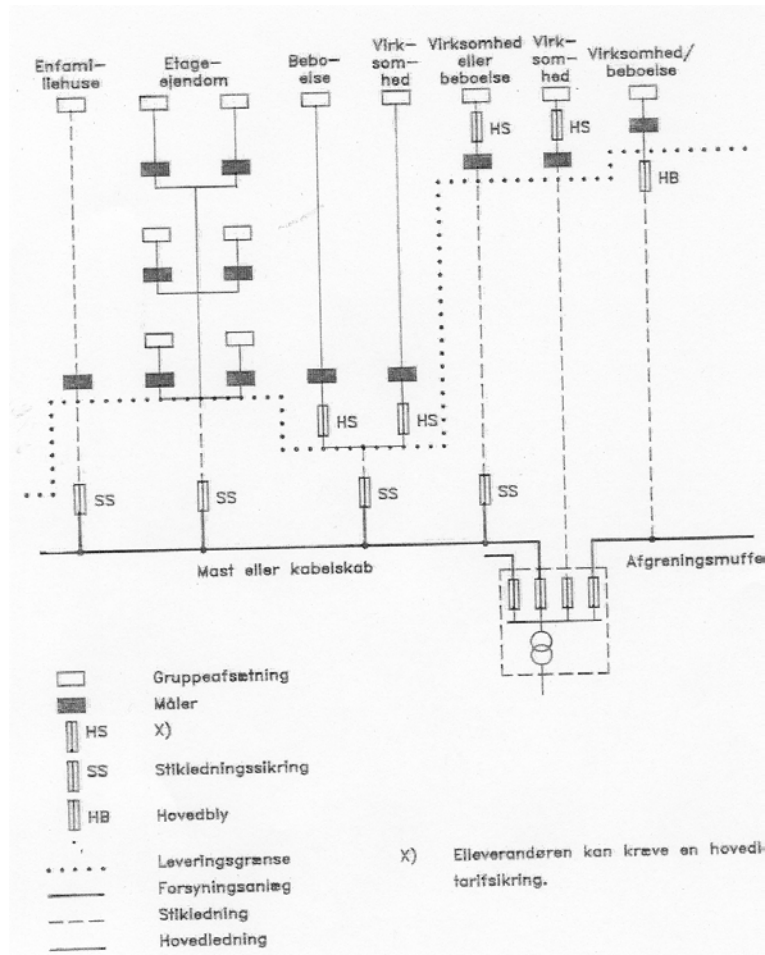 Enfami-
liehuse
Etage-
ejendom
Bebo-
else
Virk-
som-
hed
Virksomhed
eller
beboelse
Virk-
som-
hed
Virksomhed/
beboelse
HS
HS
HB
HS
HS
SS
SS
SS
SS
Mast eller kabelskab
Afgreningsmuffe
Gruppeafsætning
Måler
HS X)
SS Stikledningssikring
HB Hovedbly
Leveringsgrænse
Forsyningsanlæg
Stikledning
Hovedledning
X) Elleverandøren kan kræve en hoved
tarifsikring.